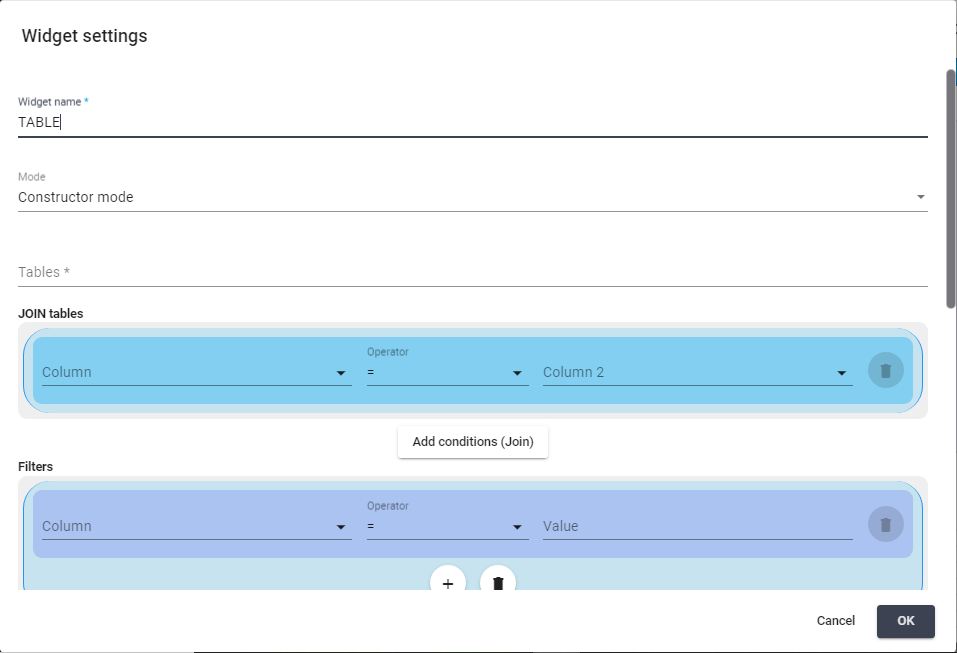 Widget settings
Widget name *
TABLE
Mode
Constructor mode
Tables *
JOIN tables
Operator
Column = Column 2
Add conditions (Join)
Filters
Operator
Column = Value
+
Cancel OK